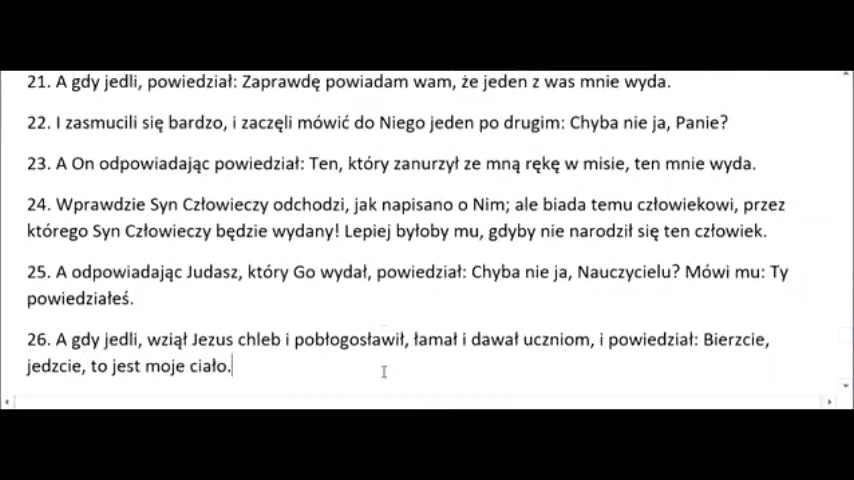 21. A gdy jedli, powiedział: Zaprawdę powiadam wam, że jeden z was mnie wyda.
22. I zasmucili się bardzo, i zaczęli mówić do Niego jeden po drugim: Chyba nie ja, Panie?
23. A On odpowiadając powiedział: Ten, który zanurzył ze mną rękę w misie, ten mnie wyda.
24. Wprawdzie Syn Człowieczy odchodzi, jak napisano o Nim; ale biada temu człowiekowi, przez
którego Syn Człowieczy będzie wydany! Lepiej byłoby mu, gdyby nie narodził się ten człowiek.
25. A odpowiadając Judasz, który Go wydał, powiedział: Chyba nie ja, Nauczycielu? Mówi mu: Ty
powiedziałeś.
26. A gdy jedli, wziął Jezus chleb i pobłogosławił, łamał i dawał uczniom, i powiedział: Bierzcie,
jedzcie, to jest moje ciało.